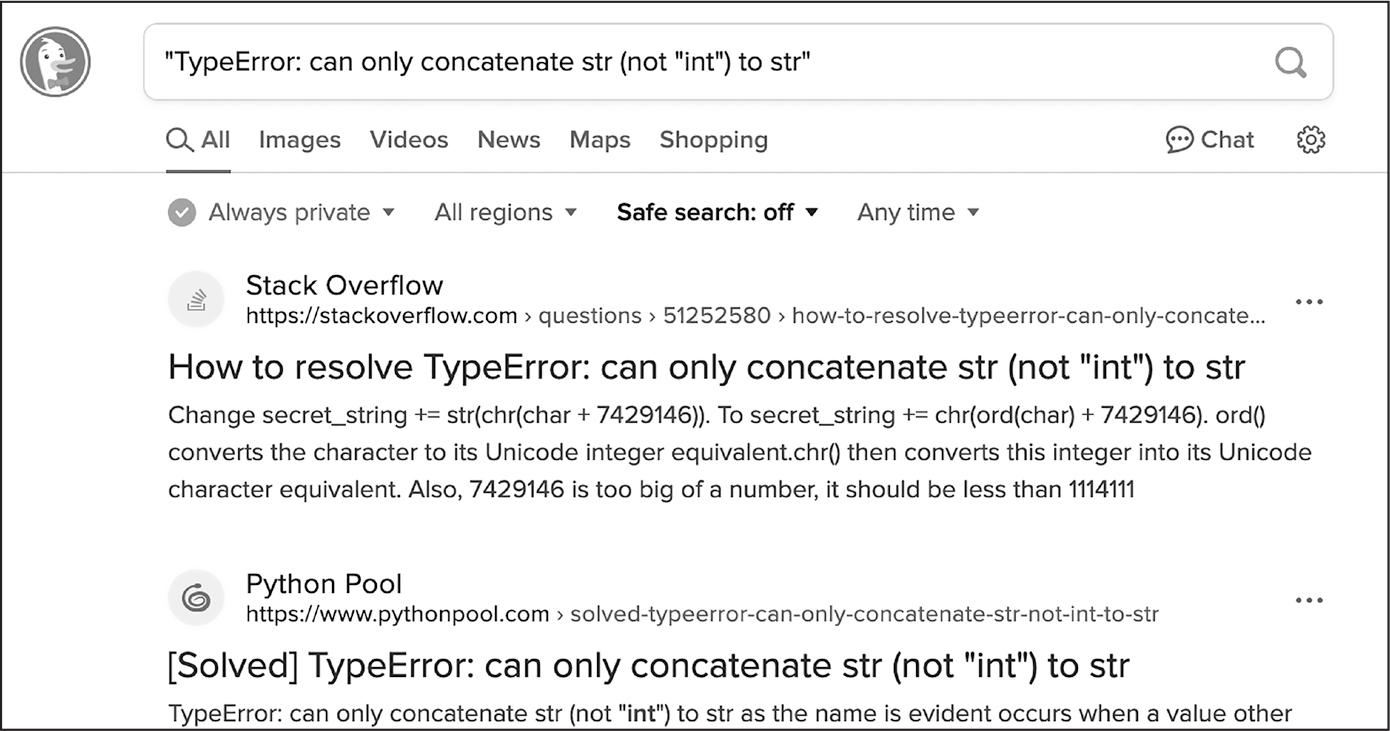 "TypeError: can only concatenate str (not "int") to str"
All Images Videos News Maps Shopping Chat
Always private All regions Safe search: off Any time
Stack Overflow
https://stackoverflow.com › questions › 51252580 › how-to-resolve-typeerror-can-only-concate...
How to resolve TypeError: can only concatenate str (not "int") to str
Change secret_string += str(chr(char + 7429146)). To secret_string += chr(ord(char) + 7429146). ord()
converts the character to its Unicode integer equivalent.chr() then converts this integer into its Unicode
character equivalent. Also, 7429146 is too big of a number, it should be less than 1114111
Python Pool
https://www.pythonpool.com › solved-typeerror-can-only-concatenate-str-not-int-to-str
[Solved] TypeError: can only concatenate str (not "int") to str
TypeError: can only concatenate str (not "int") to str as the name is evident occurs when a value other